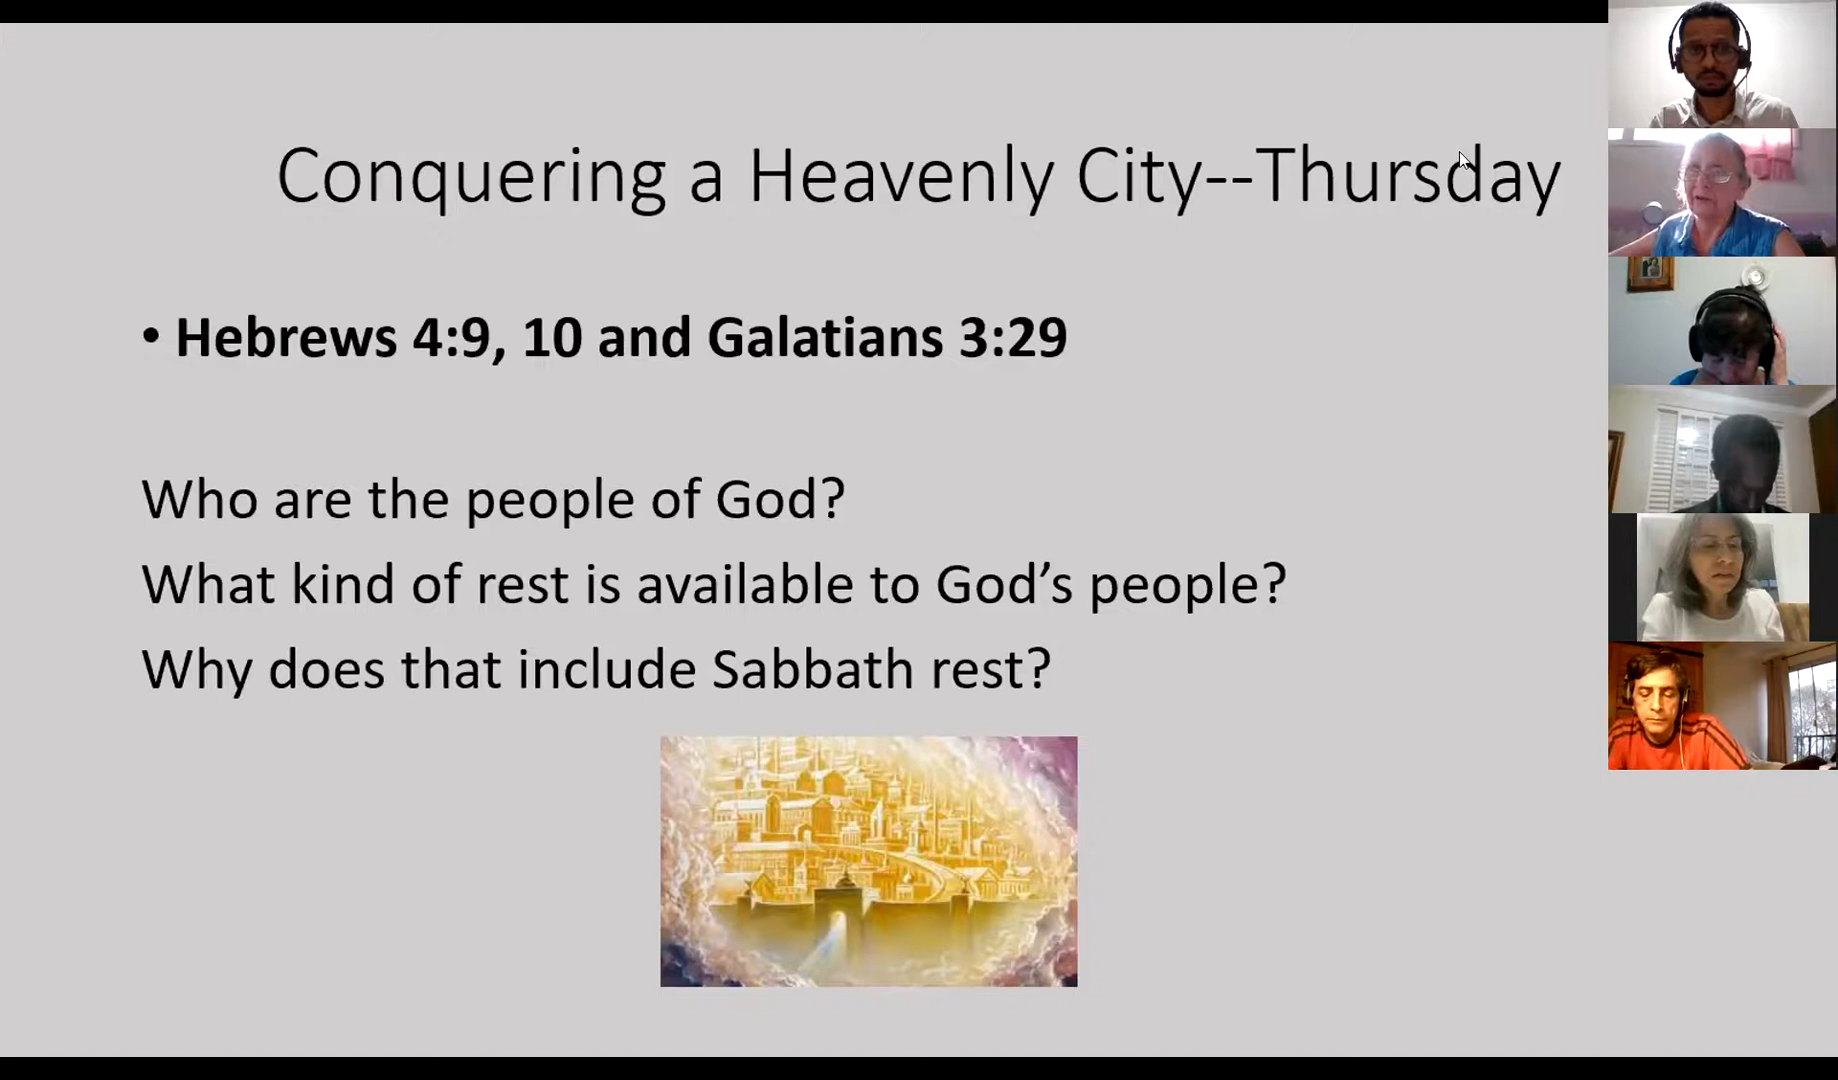 Conquering a Heavenly City--Thursday
• Hebrews 4:9, 10 and Galatians 3:29
Who are the people of God?
What kind of rest is available to God’s people?
Why does that include Sabbath rest?